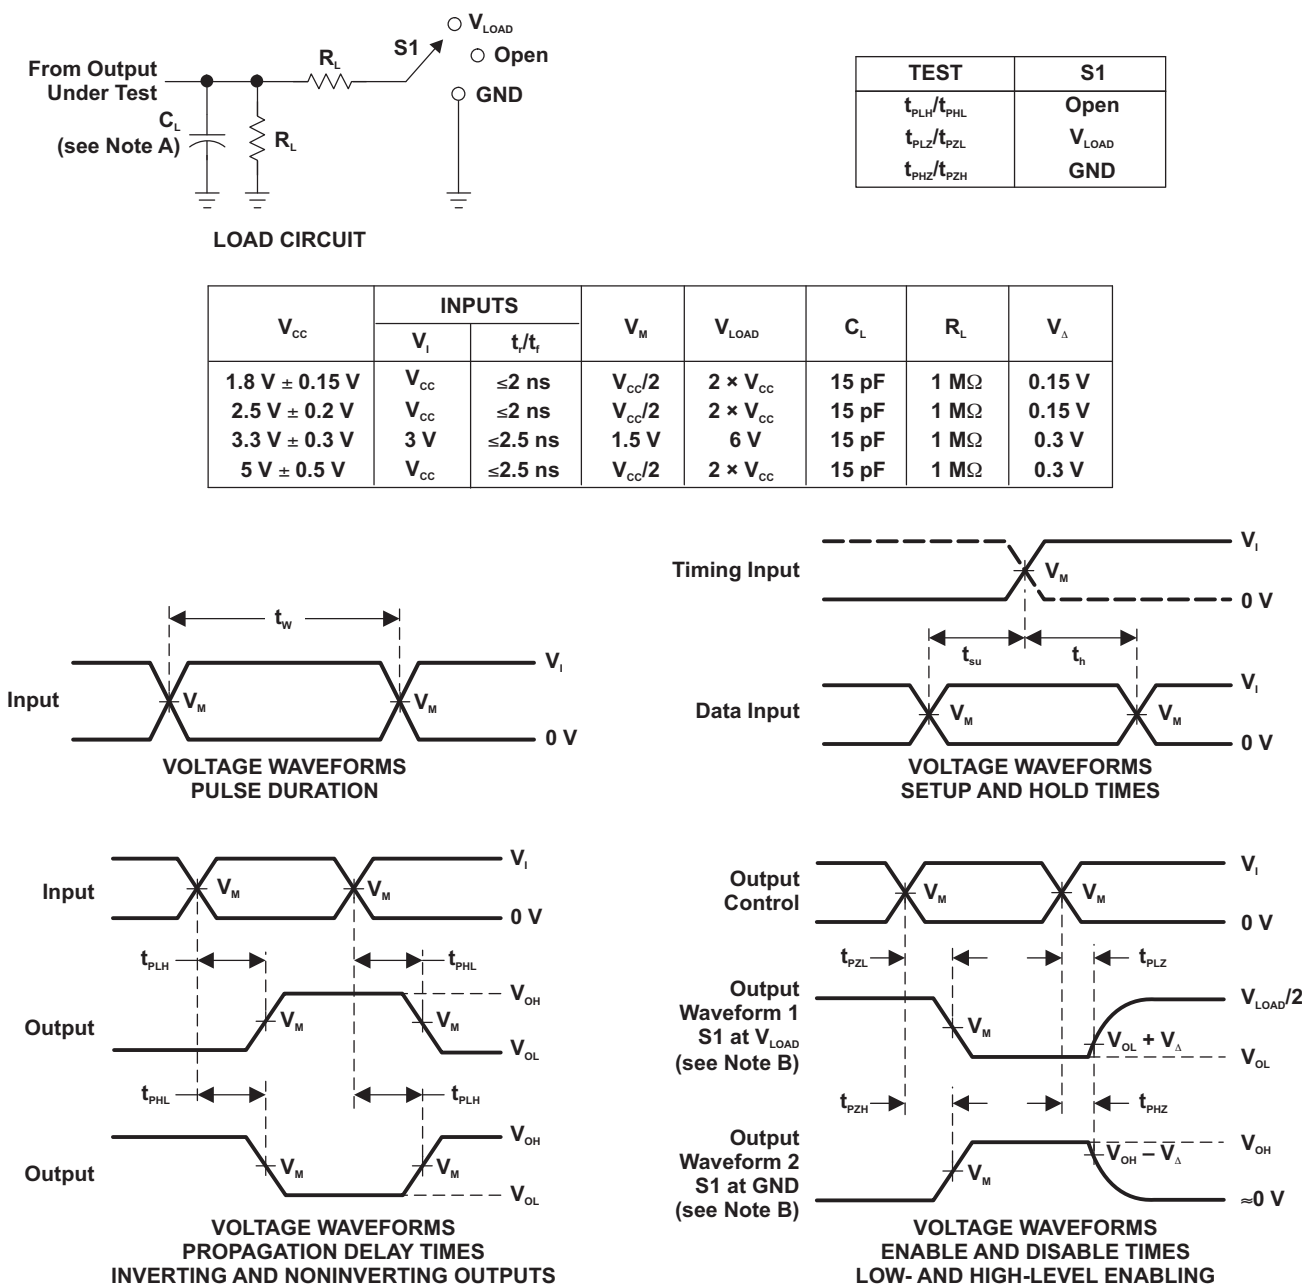 V_LOAD
S1
Open
R_L
From Output
Under Test
GND
C_L
(see Note A)
R_L
LOAD CIRCUIT
TEST S1
t_PLH/t_PHL Open
t_PLZ/t_PZL V_LOAD
t_PHZ/t_PZH GND
V_CC INPUTS V_M V_LOAD C_L R_L V_Δ
V_I t_r/t_f
1.8 V ± 0.15 V V_CC ≤2 ns V_CC/2 2 × V_CC 15 pF 1 MΩ 0.15 V
2.5 V ± 0.2 V V_CC ≤2 ns V_CC/2 2 × V_CC 15 pF 1 MΩ 0.15 V
3.3 V ± 0.3 V 3 V ≤2.5 ns 1.5 V 6 V 15 pF 1 MΩ 0.3 V
5 V ± 0.5 V V_CC ≤2.5 ns V_CC/2 2 × V_CC 15 pF 1 MΩ 0.3 V
t_W
Input
V_M
V_M
V_I
0 V
VOLTAGE WAVEFORMS
PULSE DURATION
Timing Input
V_M
V_I
0 V
t_su
t_h
Data Input
V_M
V_M
V_I
0 V
VOLTAGE WAVEFORMS
SETUP AND HOLD TIMES
Input
V_M
V_M
V_I
0 V
t_PLH
t_PHL
Output
V_M
V_M
V_OH
V_OL
t_PHL
t_PLH
Output
V_M
V_M
V_OH
V_OL
VOLTAGE WAVEFORMS
PROPAGATION DELAY TIMES
INVERTING AND NONINVERTING OUTPUTS
Output
Control
V_M
V_M
V_I
0 V
t_PZL
t_PLZ
Output
Waveform 1
S1 at V_LOAD
(see Note B)
V_M
V_OL + V_Δ
V_LOAD/2
V_OL
t_PZH
t_PHZ
Output
Waveform 2
S1 at GND
(see Note B)
V_M
V_OH − V_Δ
V_OH
≈0 V
VOLTAGE WAVEFORMS
ENABLE AND DISABLE TIMES
LOW- AND HIGH-LEVEL ENABLING